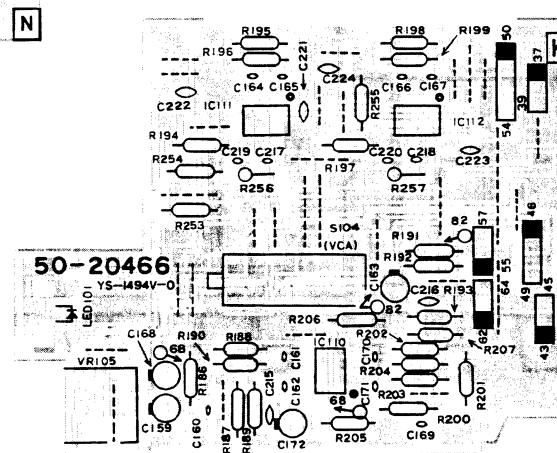 N
R195
R198
R199
50
37
R196
C221
C224
C164
C165
C166
C167
R255
39
C222
IC111
IC112
54
R194
C219
C217
C220
C218
C223
R254
R197
R256
R257
R253
S104
(VCA)
R191
82
57
46
R192
50-20466
YS-1494V-0
C163
55
C216
R193
64
49
45
LED101
82
R206
62
43
C168
R190
R188
R202
R207
VR105
68
C161
IC110
C170
R204
R186
C162
C171
R203
R201
C215
68
C159
C160
R187
R189
C172
R205
R200
C169